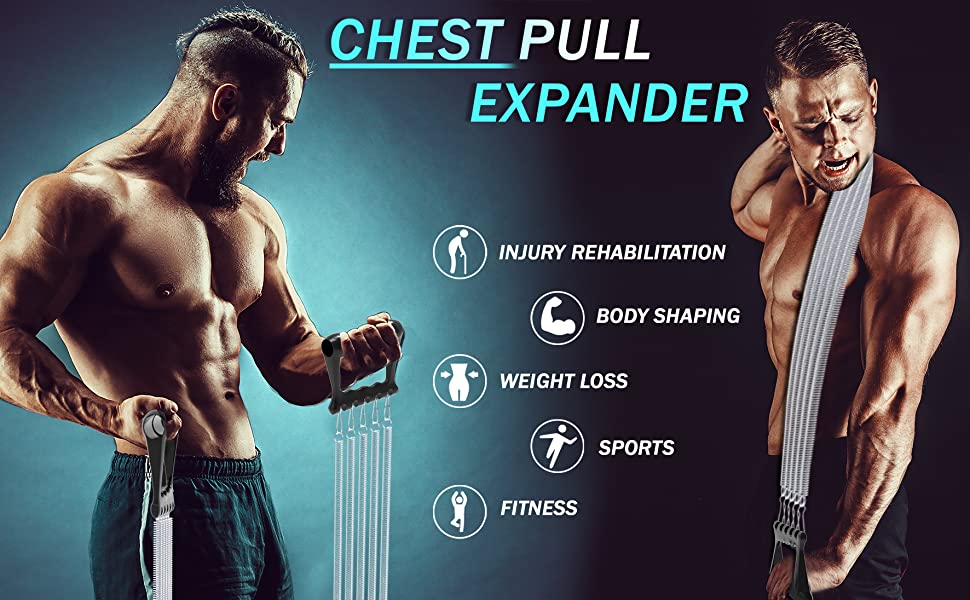 CHEST PULL
EXPANDER
INJURY REHABILITATION
BODY SHAPING
WEIGHT LOSS
SPORTS
FITNESS